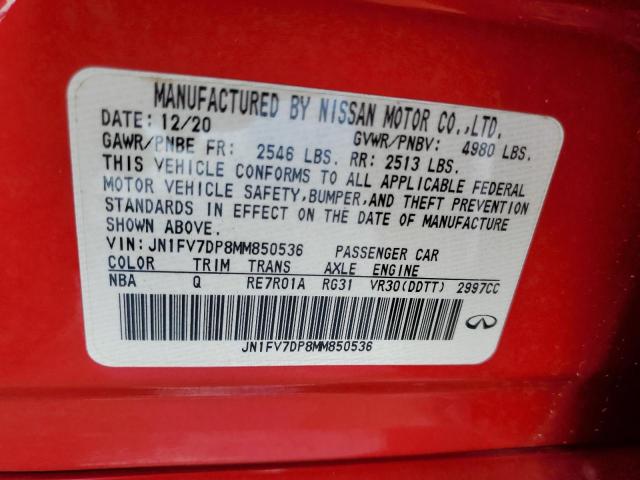 MANUFACTURED BY NISSAN MOTOR CO.,LTD.
DATE: 12/20 GVWR/PNBV: 4980 LBS.
GAWR/PNBE FR: 2546 LBS. RR: 2513 LBS.
THIS VEHICLE CONFORMS TO ALL APPLICABLE FEDERAL
MOTOR VEHICLE SAFETY, BUMPER, AND THEFT PREVENTION
STANDARDS IN EFFECT ON THE DATE OF MANUFACTURE
SHOWN ABOVE.
VIN: JN1FV7DP8MM850536 PASSENGER CAR
COLOR TRIM TRANS AXLE ENGINE
NBA Q RE7R01A RG31 VR30(DDTT) 2997CC
JN1FV7DP8MM850536